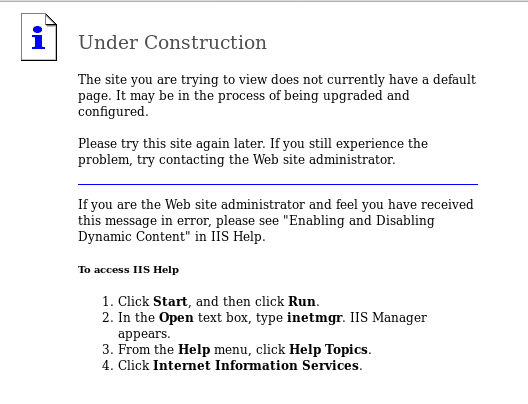 Under Construction
The site you are trying to view does not currently have a default
page. It may be in the process of being upgraded and
configured.
Please try this site again later. If you still experience the
problem, try contacting the Web site administrator.
If you are the Web site administrator and feel you have received
this message in error, please see "Enabling and Disabling
Dynamic Content" in IIS Help.
To access IIS Help
1. Click Start, and then click Run.
2. In the Open text box, type inetmgr. IIS Manager
appears.
3. From the Help menu, click Help Topics.
4. Click Internet Information Services.